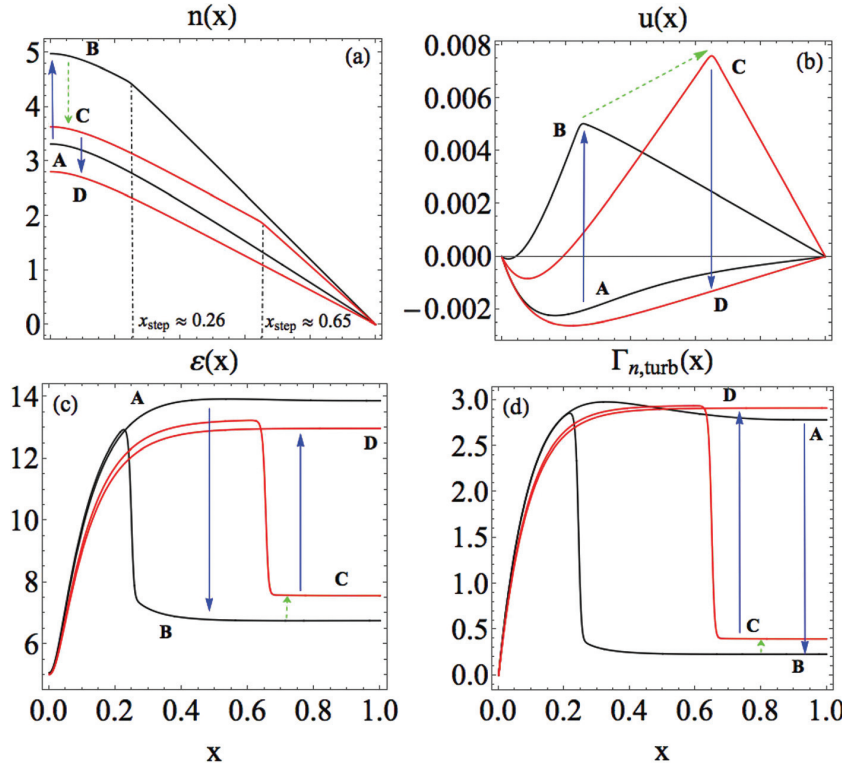 n(x)
u(x)
5
4
3
2
1
0
B
(a)
C
A
D
x_step ≈ 0.26
x_step ≈ 0.65
0.008
0.006
0.004
0.002
0.000
−0.002
(b)
C
B
A
D
ε(x)
Γ_n,turb(x)
14
12
10
8
6
(c)
A
D
C
B
0.0 0.2 0.4 0.6 0.8 1.0
x
3.0
2.5
2.0
1.5
1.0
0.5
0.0
(d)
D
A
C
B
0.0 0.2 0.4 0.6 0.8 1.0
x